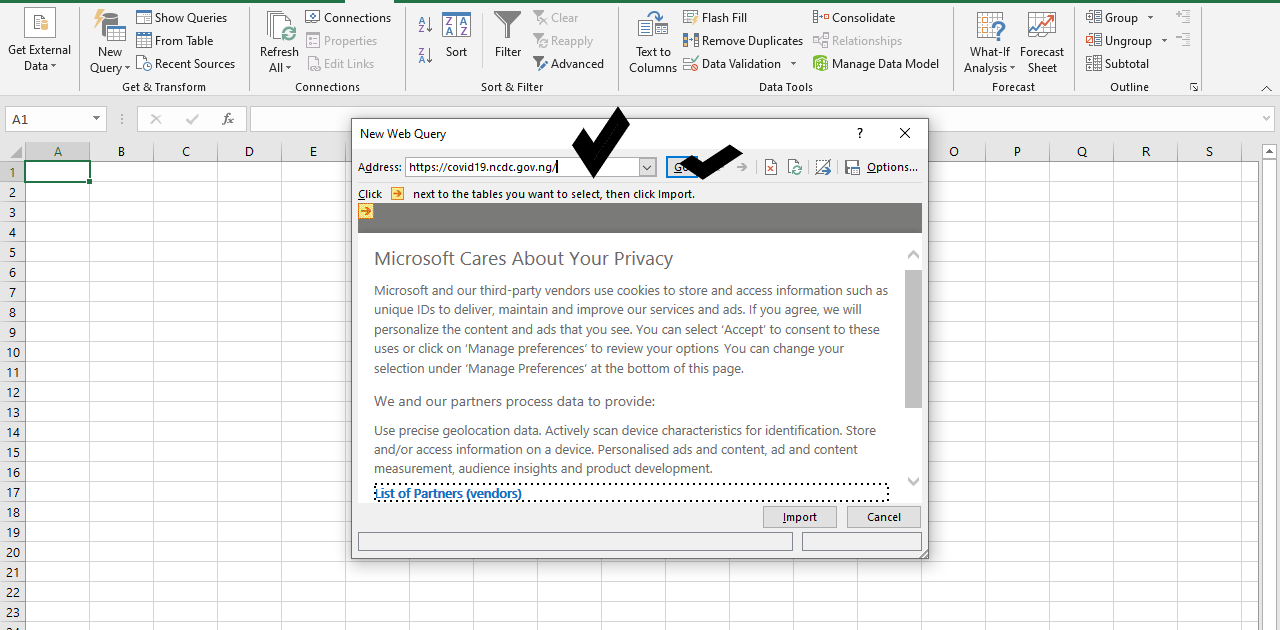 Get External Data
New Query
Show Queries
From Table
Recent Sources
Get & Transform
Refresh All
Connections
Properties
Edit Links
Connections
A Z
Z A
Z A A Z
Sort
Filter
Clear
Reapply
Advanced
Sort & Filter
Text to Columns
Flash Fill
Remove Duplicates
Data Validation
Consolidate
Relationships
Manage Data Model
Data Tools
What-If Analysis
Forecast Sheet
Forecast
Group
Ungroup
Subtotal
Outline
A1
fx
A B C D E O P Q R S
1
2
3
4
5
6
7
8
9
10
11
12
13
14
15
16
17
18
19
20
21
22
23
New Web Query
? 
Address: https://covid19.ncdc.gov.ng/
Options...
Click next to the tables you want to select, then click Import.
Microsoft Cares About Your Privacy
Microsoft and our third-party vendors use cookies to store and access information such as
unique IDs to deliver, maintain and improve our services and ads. If you agree, we will
personalize the content and ads that you see. You can select ‘Accept’ to consent to these
uses or click on ‘Manage preferences’ to review your options You can change your
selection under ‘Manage Preferences’ at the bottom of this page.
We and our partners process data to provide:
Use precise geolocation data. Actively scan device characteristics for identification. Store
and/or access information on a device. Personalised ads and content, ad and content
measurement, audience insights and product development.
List of Partners (vendors)
Import Cancel